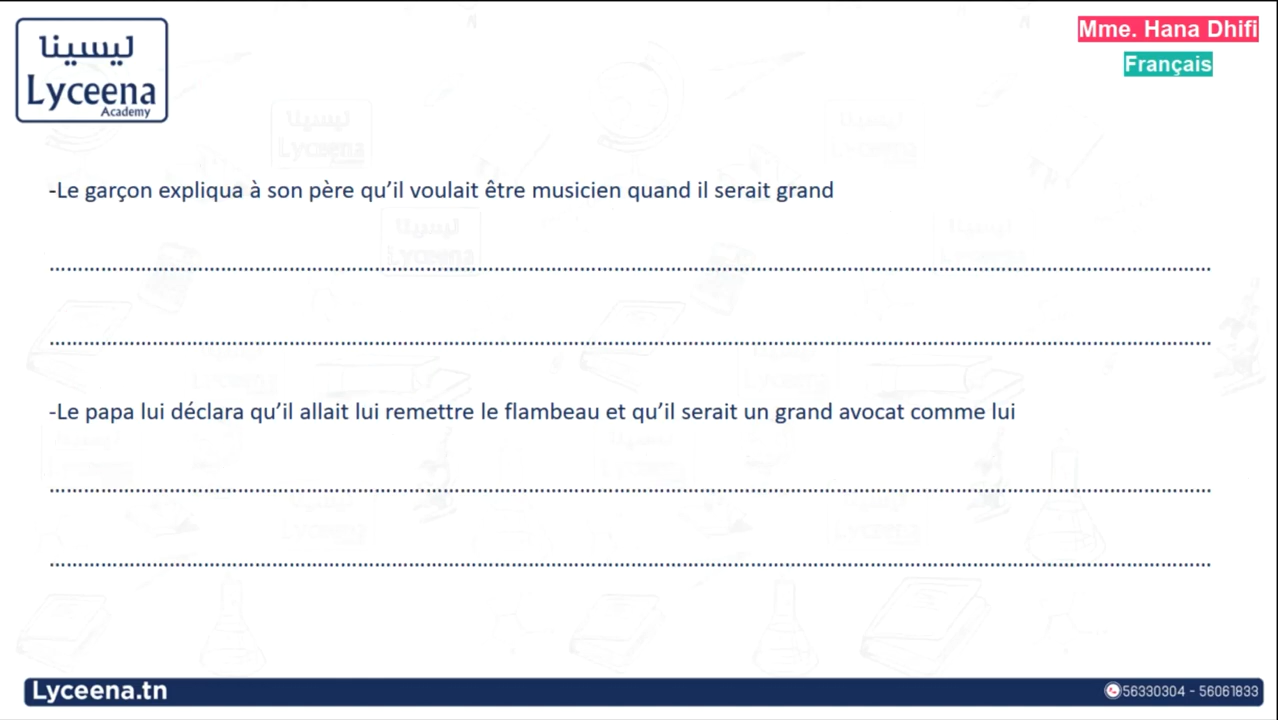 ليسينا
Lyceena
Academy
Mme. Hana Dhifi
Français
-Le garçon expliqua à son père qu’il voulait être musicien quand il serait grand
-Le papa lui déclara qu’il allait lui remettre le flambeau et qu’il serait un grand avocat comme lui
Lyceena.tn
56330304 - 56061833